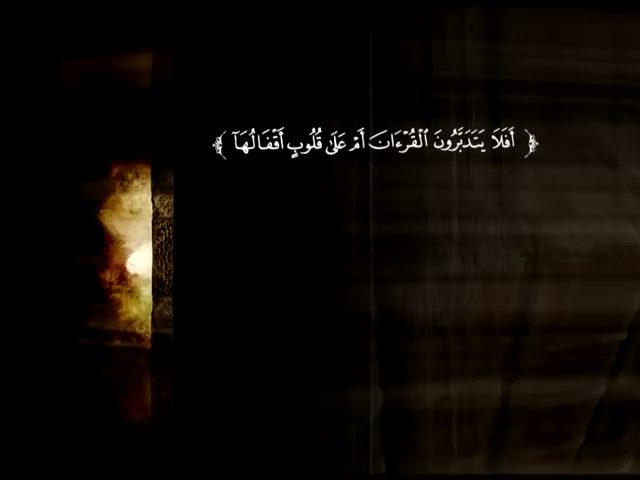 ﴿ أَفَلَا يَتَدَبَّرُونَ ٱلْقُرْءَانَ أَمْ عَلَىٰ قُلُوبٍ أَقْفَالُهَآ ﴾